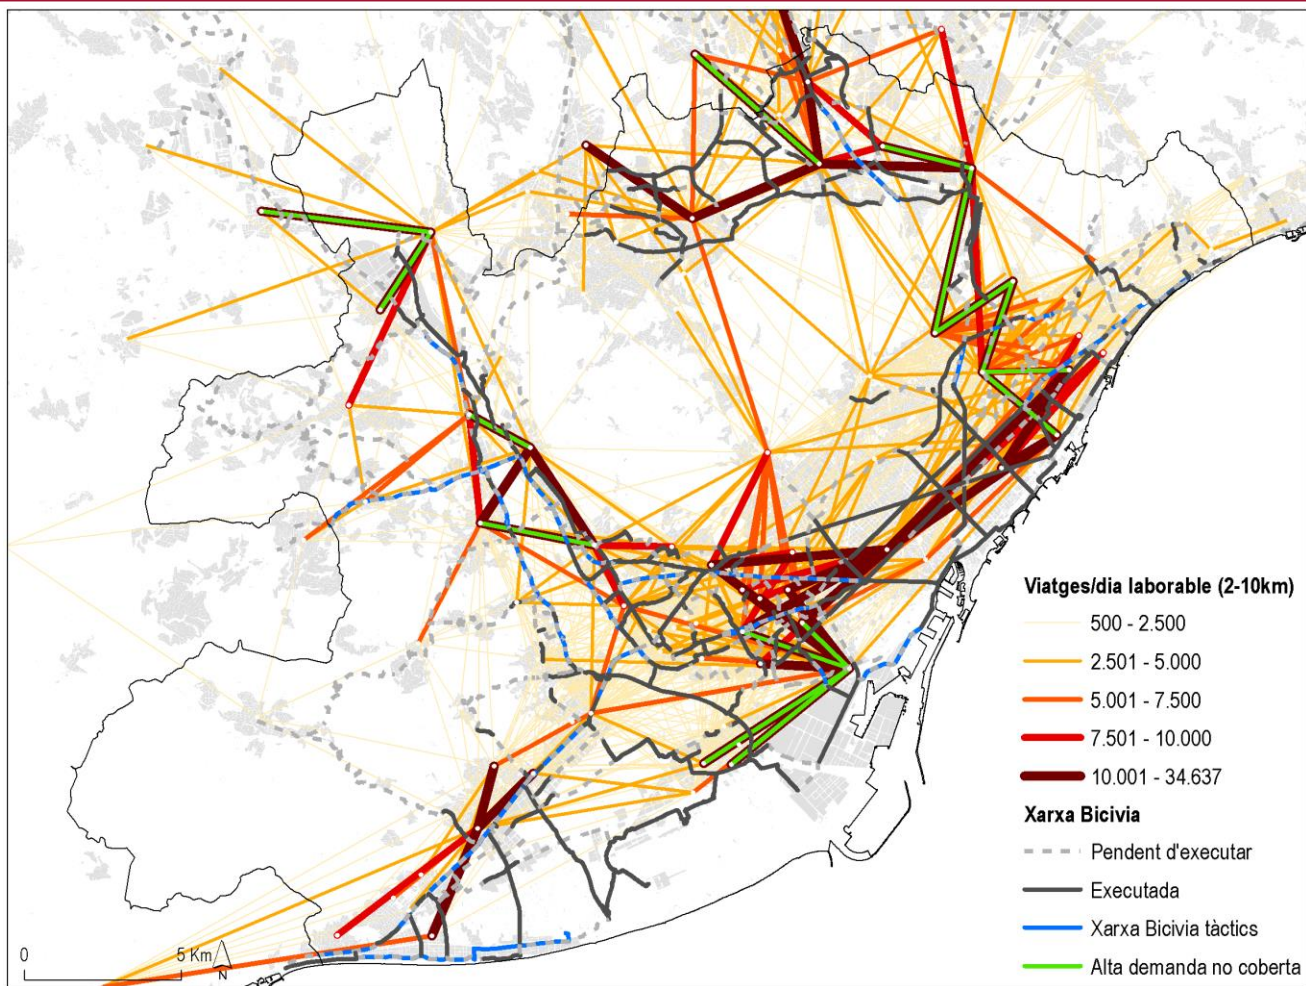 Viatges/dia laborable (2-10km)
500 - 2.500
2.501 - 5.000
5.001 - 7.500
7.501 - 10.000
10.001 - 34.637
Xarxa Bicivia
Pendent d'executar
Executada
Xarxa Bicivia tàctics
Alta demanda no coberta
0 5 Km
N